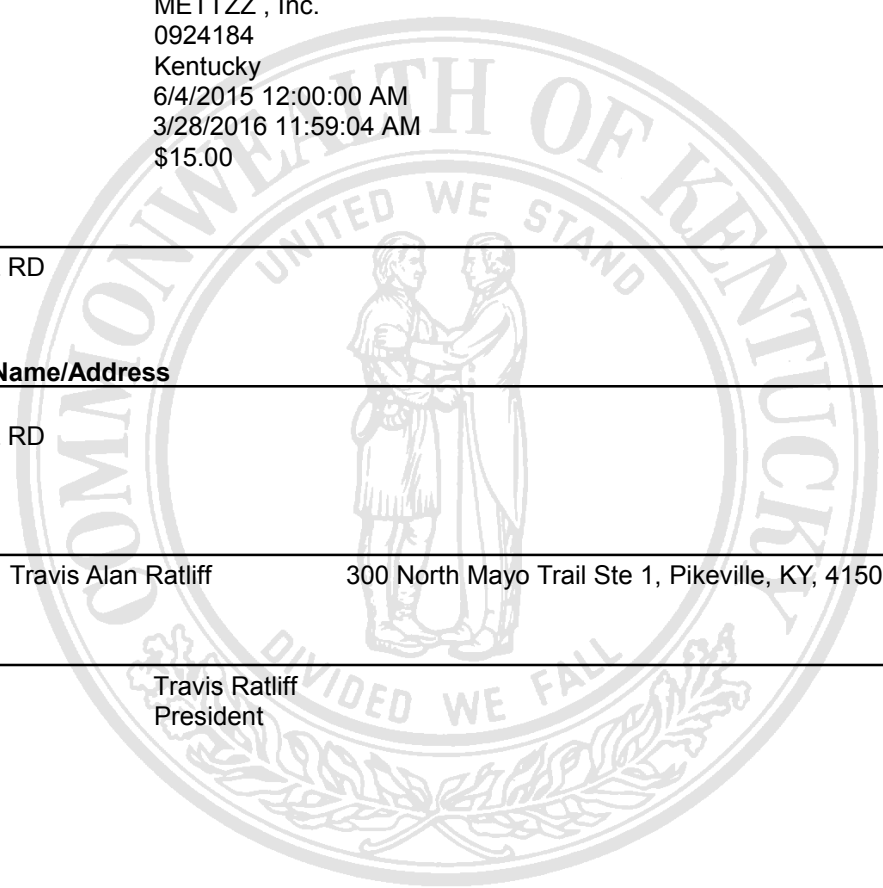 METTZZ , Inc.
0924184
Kentucky
6/4/2015 12:00:00 AM
3/28/2016 11:59:04 AM
$15.00
COMMONWEALTH OF KENTUCKY
UNITED WE STAND
RD
Name/Address
RD
Travis Alan Ratliff 300 North Mayo Trail Ste 1, Pikeville, KY, 4150
DIVIDED WE FALL
Travis Ratliff
President